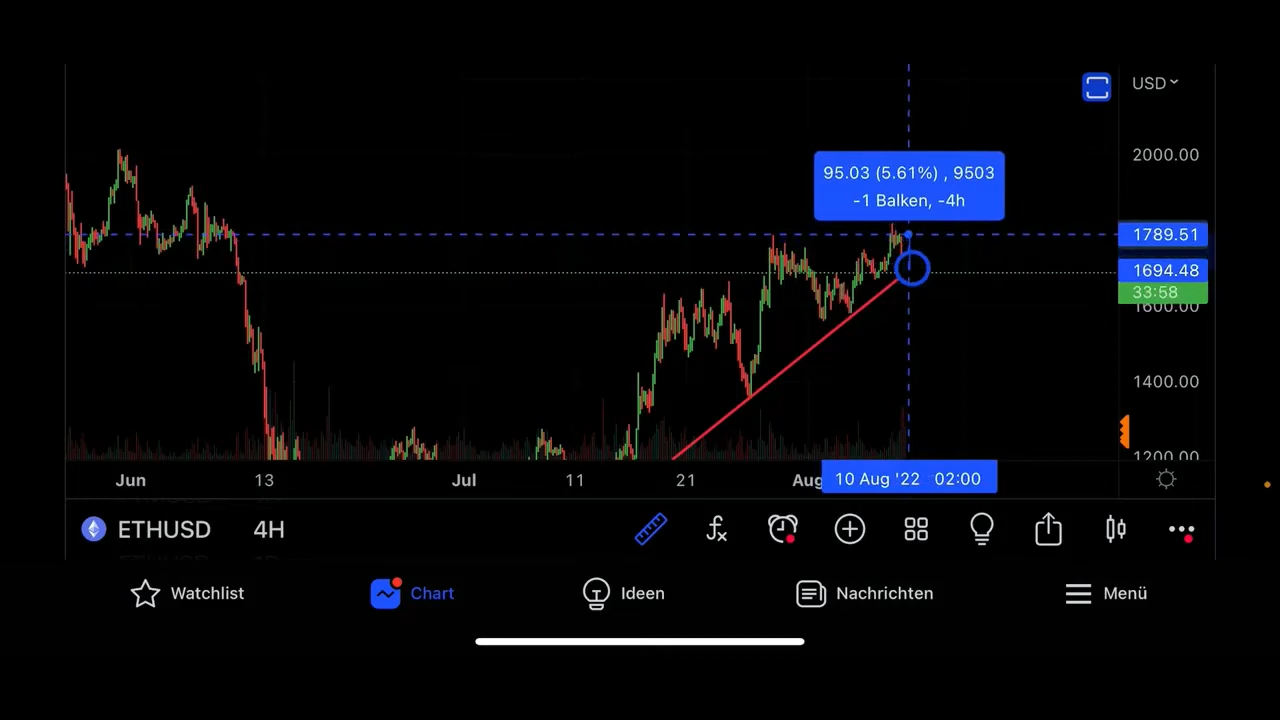 USD
2000.00
95.03 (5.61%) , 9503
-1 Balken, -4h
1789.51
1694.48
33:58
1600.00
1400.00
1200.00
Jun 13 Jul 11 21 Aug 10 Aug '22 02:00
ETHUSD 4H
Watchlist Chart Ideen Nachrichten Menü